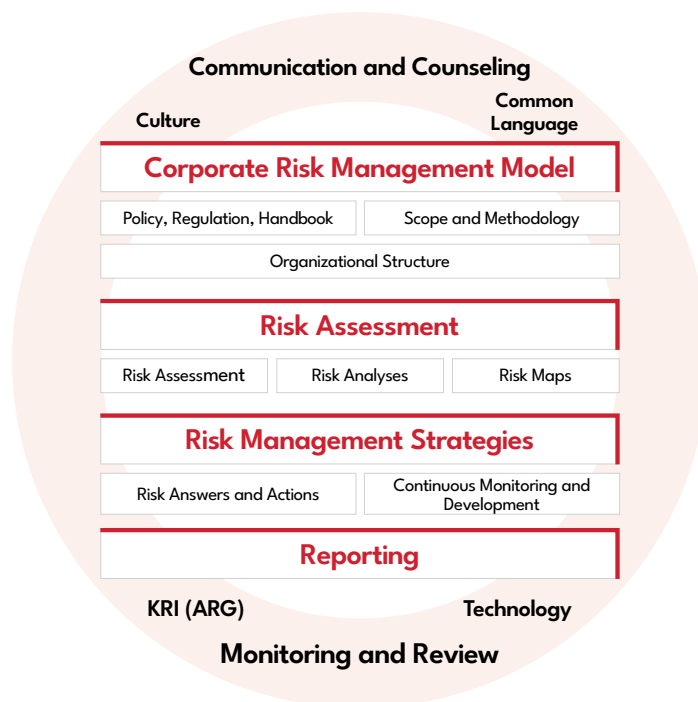 Communication and Counseling
Culture
Common
Language
Corporate Risk Management Model
Policy, Regulation, Handbook
Scope and Methodology
Organizational Structure
Risk Assessment
Risk Assessment
Risk Analyses
Risk Maps
Risk Management Strategies
Risk Answers and Actions
Continuous Monitoring and
Development
Reporting
KRI (ARG)
Technology
Monitoring and Review